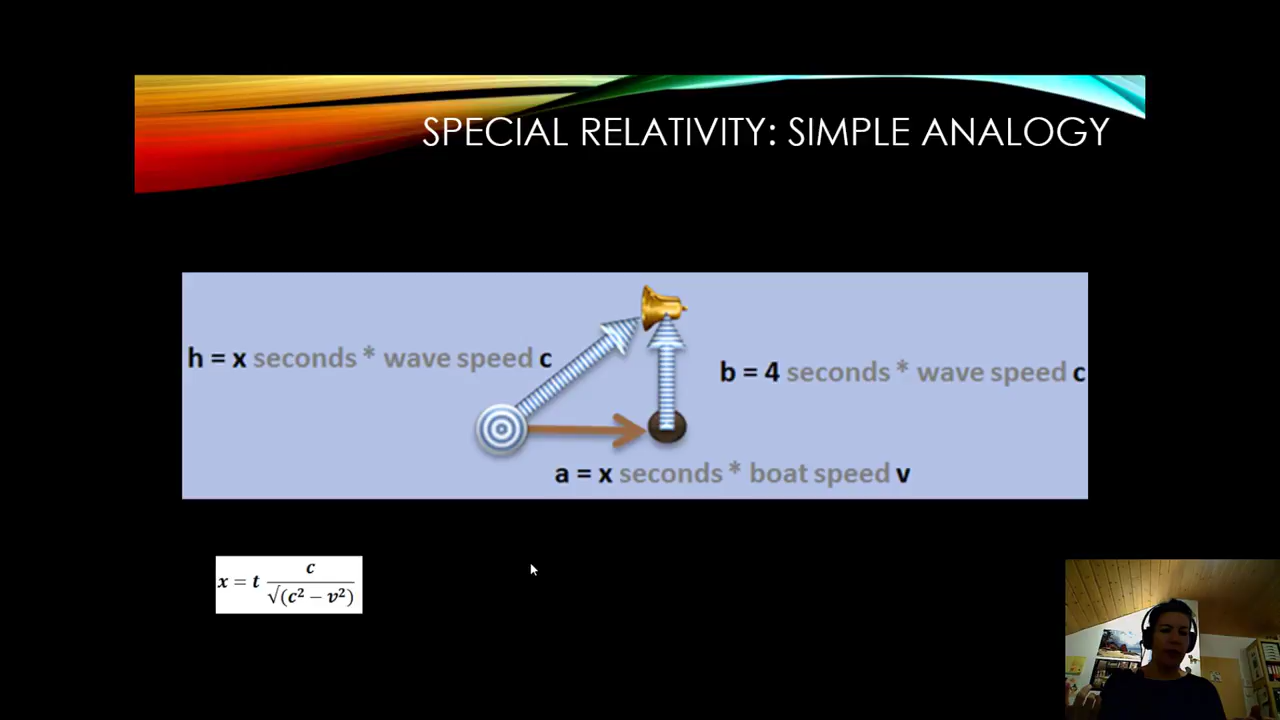 SPECIAL RELATIVITY: SIMPLE ANALOGY
h = x seconds * wave speed c
b = 4 seconds * wave speed c
a = x seconds * boat speed v
x = t c / √(c² − v²)